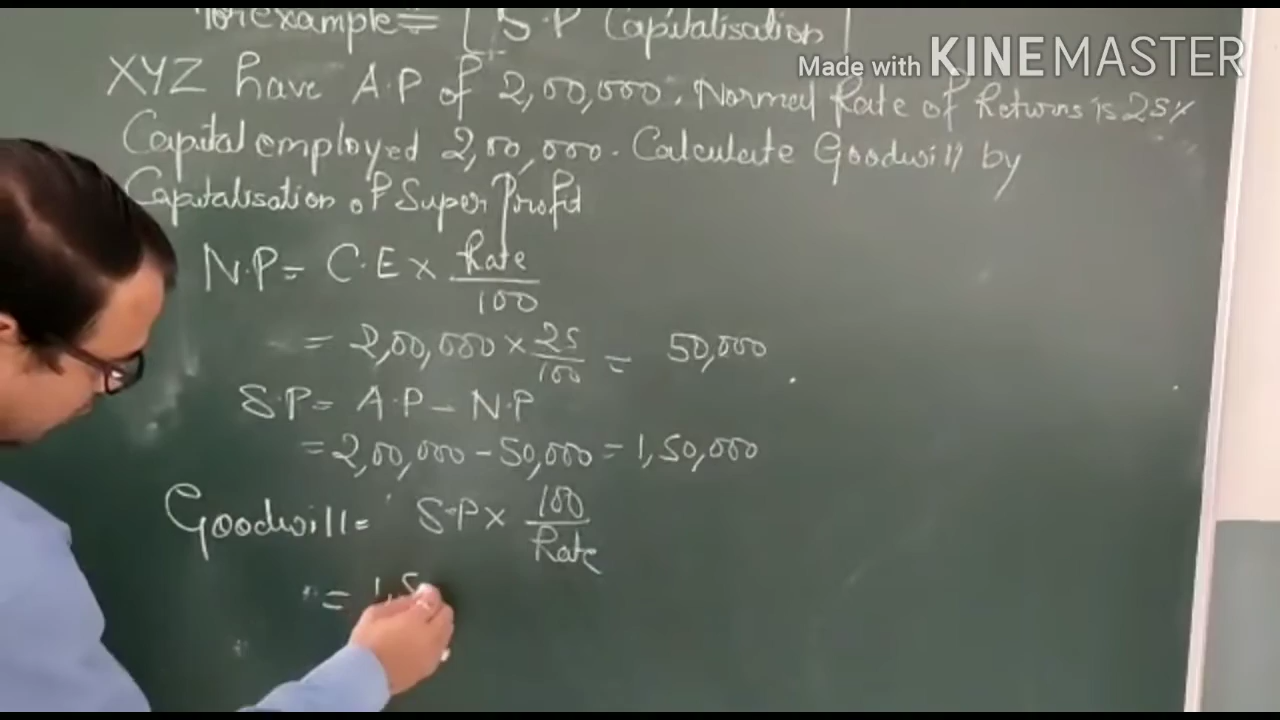 For example = [ S.P Capitalisation ]
Made with KINEMASTER
XYZ have A.P of 2,00,000. Normal Rate of Returns is 25%
Capital employed 2,00,000. Calculate Goodwill by
Capitalisation of Super Profit
N.P = C.E × Rate/100
= 2,00,000 × 25/100 = 50,000
S.P = A.P - N.P
= 2,00,000 - 50,000 = 1,50,000
Goodwill = S.P × 100/Rate
= 1,5